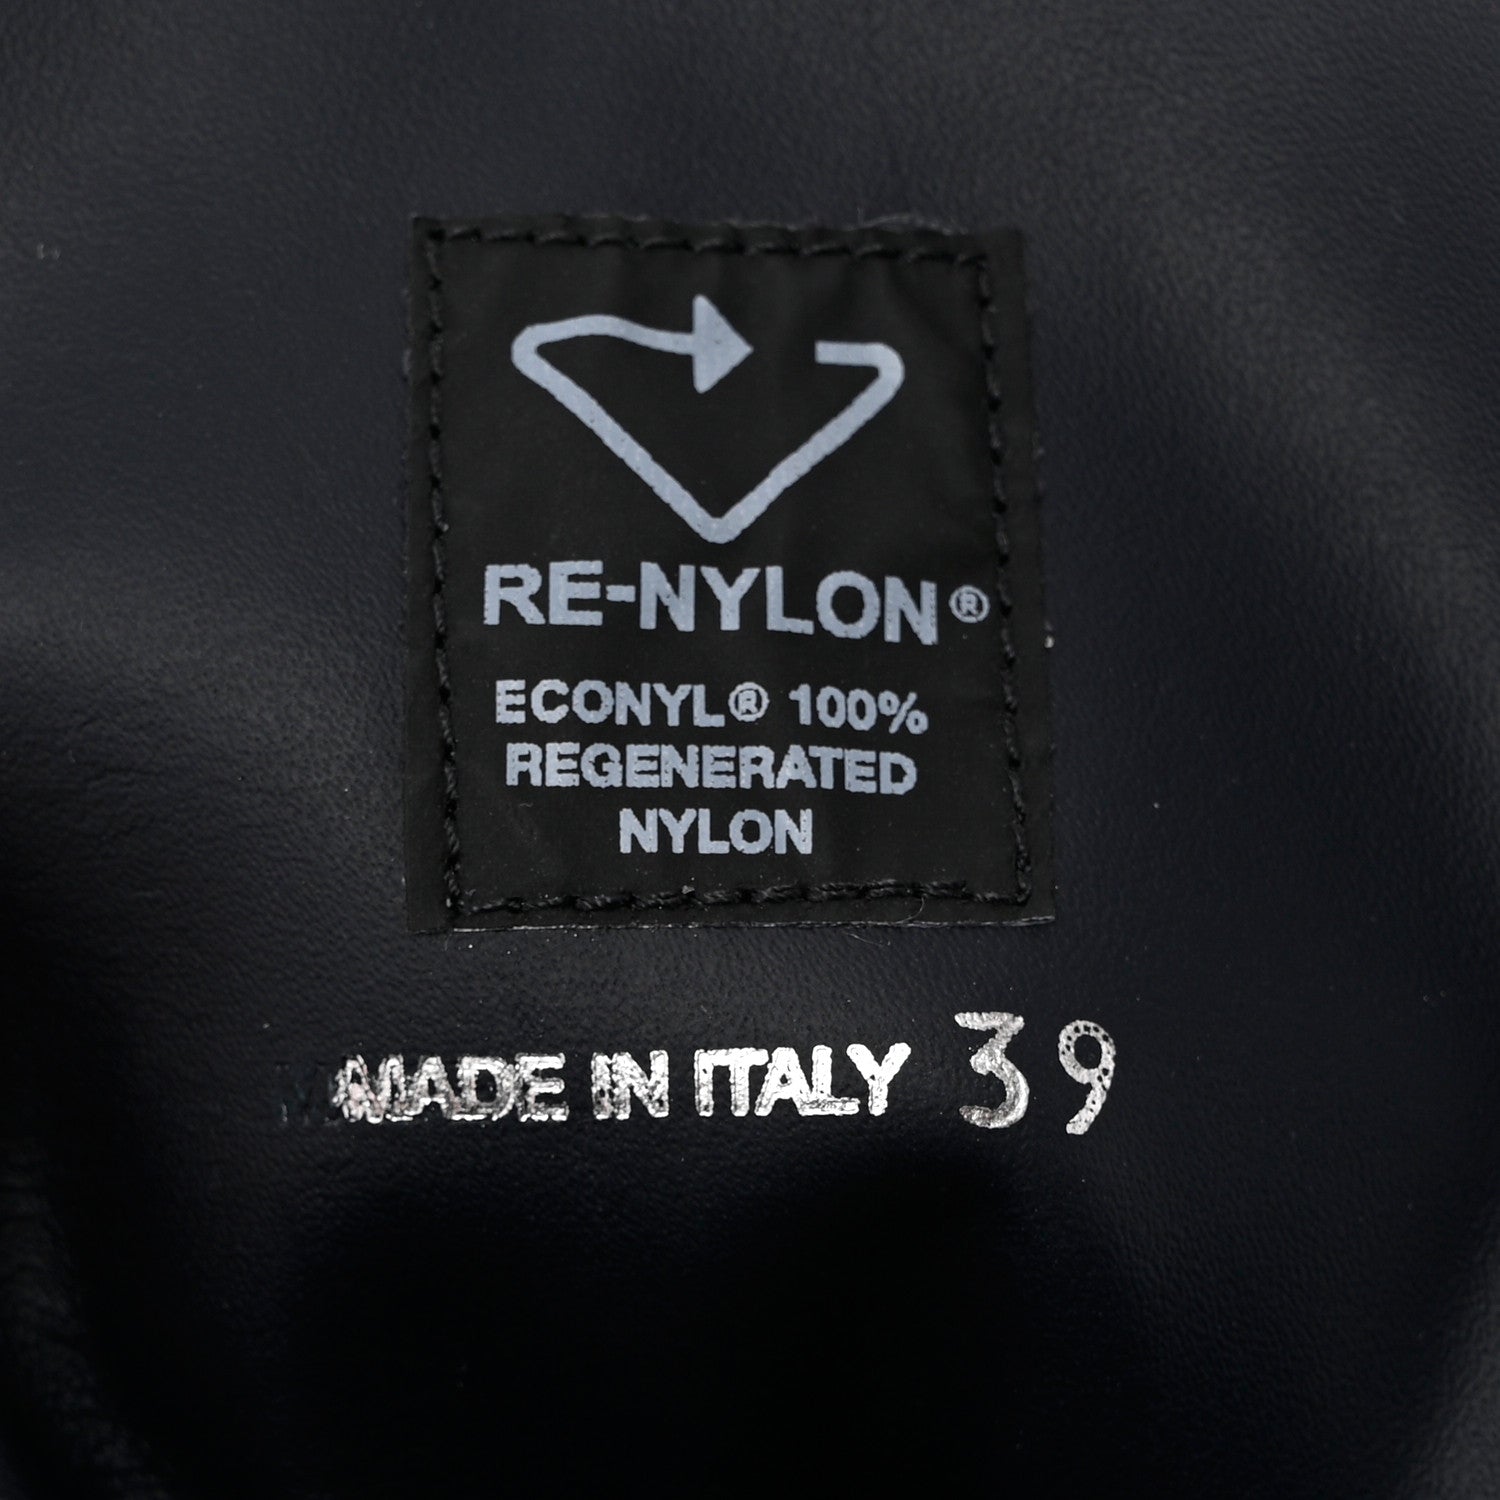 RE-NYLON®
ECONYL® 100%
REGENERATED
NYLON
MADE IN ITALY 39